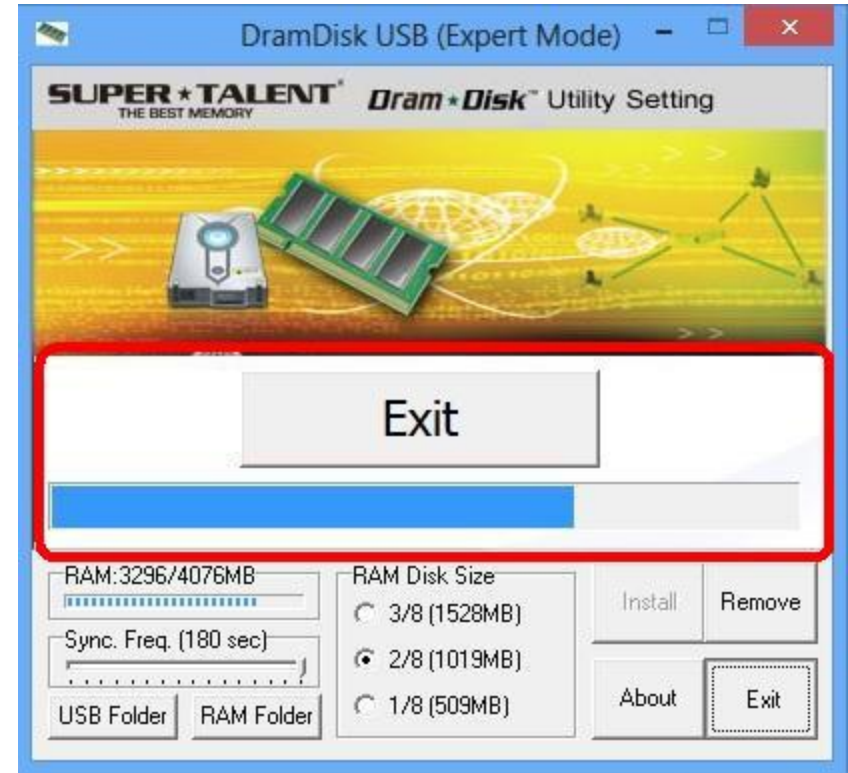 DramDisk USB (Expert Mode)
SUPER★TALENT Dram★Disk™ Utility Setting
THE BEST MEMORY
Exit
RAM:3296/4076MB
RAM Disk Size
3/8 (1528MB)
Install
Remove
Sync. Freq. (180 sec)
2/8 (1019MB)
USB Folder
RAM Folder
1/8 (509MB)
About
Exit